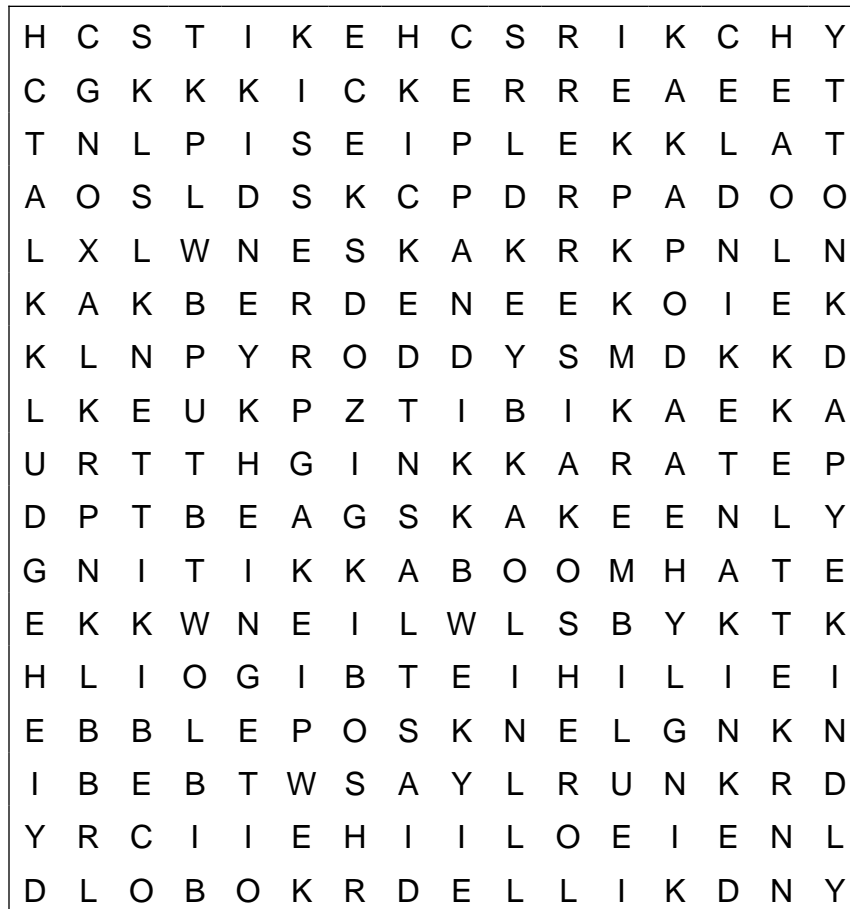 H C S T I K E H C S R I K C H Y
C G K K K I C K E R R E A E E T
T N L P I S E I P L E K K L A T
A O S L D S K C P D R P A D O O
L X L W N E S K A K R K P N L N
K A K B E R D E N E E K O I E K
K L N P Y R O D D Y S M D K K D
L K E U K P Z T I B I K A E K A
U R T T H G I N K K A R A T E P
D P T B E A G S K A K E E N L Y
G N I T I K K A B O O M H A T E
E K K W N E I L W L S B Y K T K
H L I O G I B T E I H I L I E I
E B B L E P O S K N E L G N K N
I B E B T W S A Y L R U N K R D
Y R C I I E H I I L O E I E N L
D L O B O K R D E L L I K D N Y